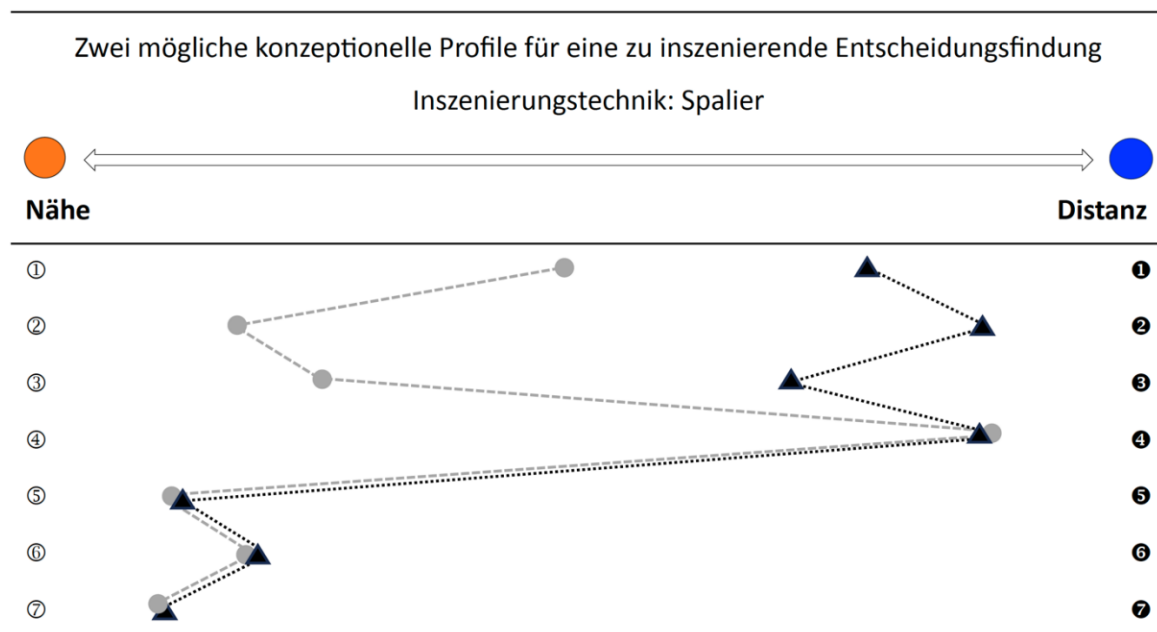 Zwei mögliche konzeptionelle Profile für eine zu inszenierende Entscheidungsfindung
Inszenierungstechnik: Spalier
Nähe Distanz
① ❶
② ❷
③ ❸
④ ❹
⑤ ❺
⑥ ❻
⑦ ❼